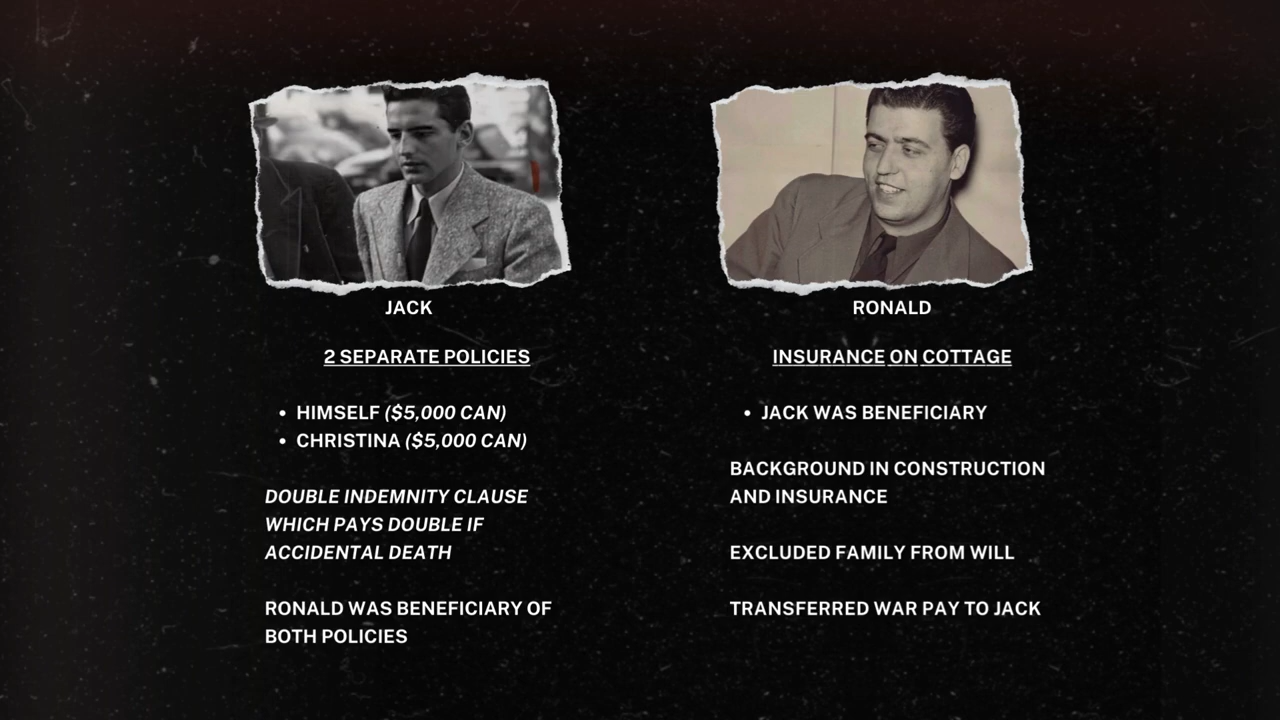 JACK
2 SEPARATE POLICIES
• HIMSELF ($5,000 CAN)
• CHRISTINA ($5,000 CAN)
DOUBLE INDEMNITY CLAUSE
WHICH PAYS DOUBLE IF
ACCIDENTAL DEATH
RONALD WAS BENEFICIARY OF
BOTH POLICIES
RONALD
INSURANCE ON COTTAGE
• JACK WAS BENEFICIARY
BACKGROUND IN CONSTRUCTION
AND INSURANCE
EXCLUDED FAMILY FROM WILL
TRANSFERRED WAR PAY TO JACK